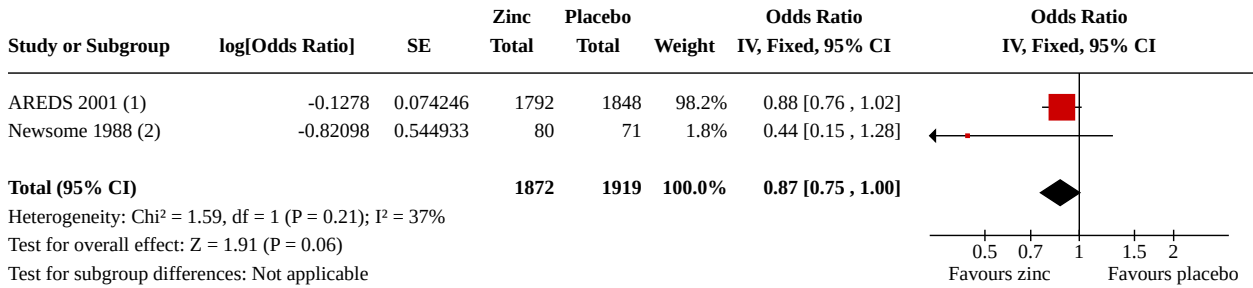 Zinc Placebo Odds Ratio Odds Ratio
Study or Subgroup log[Odds Ratio] SE Total Total Weight IV, Fixed, 95% CI IV, Fixed, 95% CI
AREDS 2001 (1) -0.1278 0.074246 1792 1848 98.2% 0.88 [0.76 , 1.02]
Newsome 1988 (2) -0.82098 0.544933 80 71 1.8% 0.44 [0.15 , 1.28]
Total (95% CI) 1872 1919 100.0% 0.87 [0.75 , 1.00]
Heterogeneity: Chi² = 1.59, df = 1 (P = 0.21); I² = 37%
Test for overall effect: Z = 1.91 (P = 0.06)
0.5 0.7 1 1.5 2
Test for subgroup differences: Not applicable
Favours zinc Favours placebo